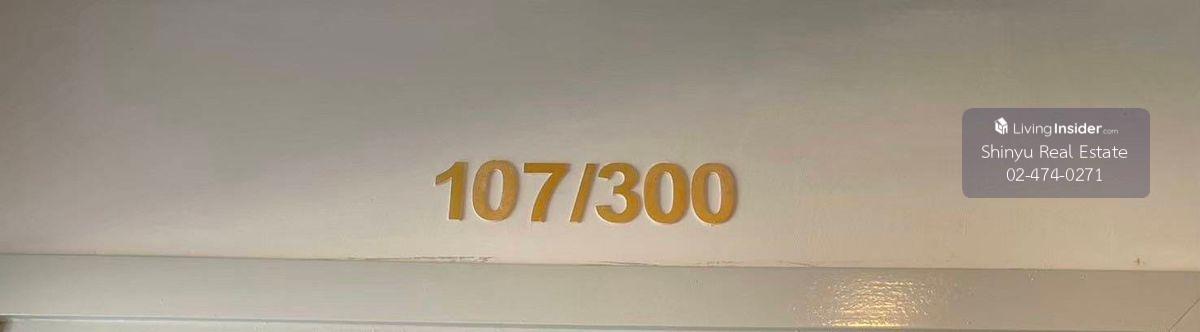 107/300
LivingInsider.com
Shinyu Real Estate
02-474-0271